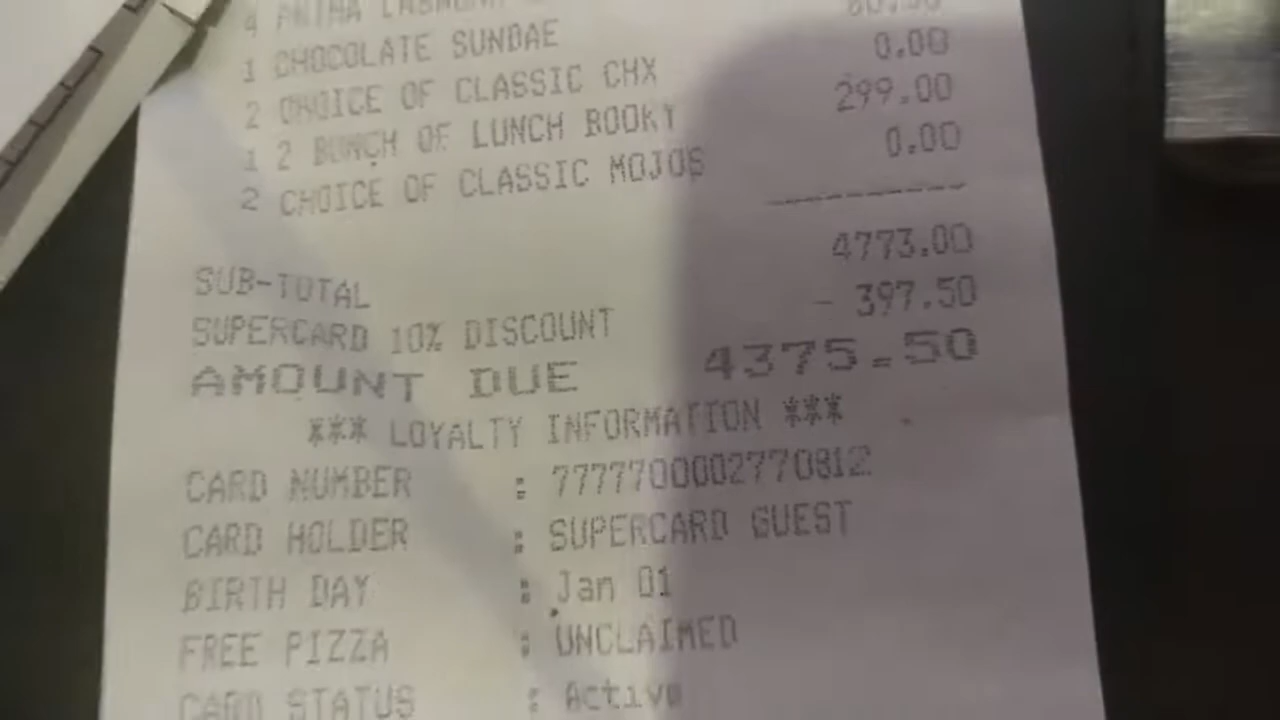 4
1 CHOCOLATE SUNDAE 0.00
2 CHOICE OF CLASSIC CHX 299.00
1 2 BUNCH OF LUNCH BOOKY 0.00
2 CHOICE OF CLASSIC MOJOS
4773.00
SUB-TOTAL - 397.50
SUPERCARD 10% DISCOUNT
AMOUNT DUE 4375.50
*** LOYALTY INFORMATION ***
CARD NUMBER : 7777700002770812
CARD HOLDER : SUPERCARD GUEST
BIRTH DAY : Jan 01
FREE PIZZA : UNCLAIMED
CARD STATUS : Active